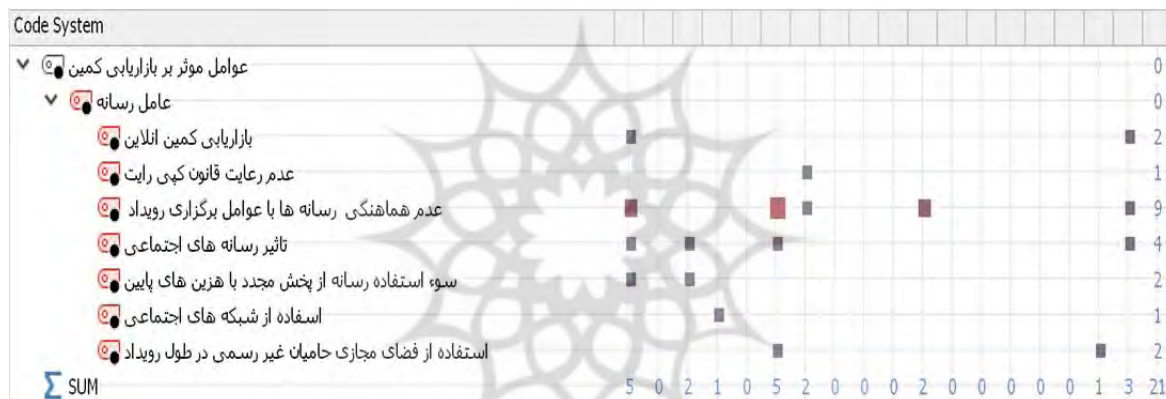 Code System
عوامل موثر بر بازاریابی کمین 0
عامل رسانه 0
بازاریابی کمین انلاین 2
عدم رعایت قانون کپی رایت 1
عدم هماهنگی رسانه ها با عوامل برگزاری رویداد 9
تاثیر رسانه های اجتماعی 4
سوء استفاده رسانه از پخش مجدد با هزین های پایین 2
اسفاده از شبکه های اجتماعی 1
استفاده از فضای مجازی حامیان غیر رسمی در طول رویداد 2
Σ SUM 5 0 2 1 0 5 2 0 0 0 2 0 0 0 0 0 1 3 21